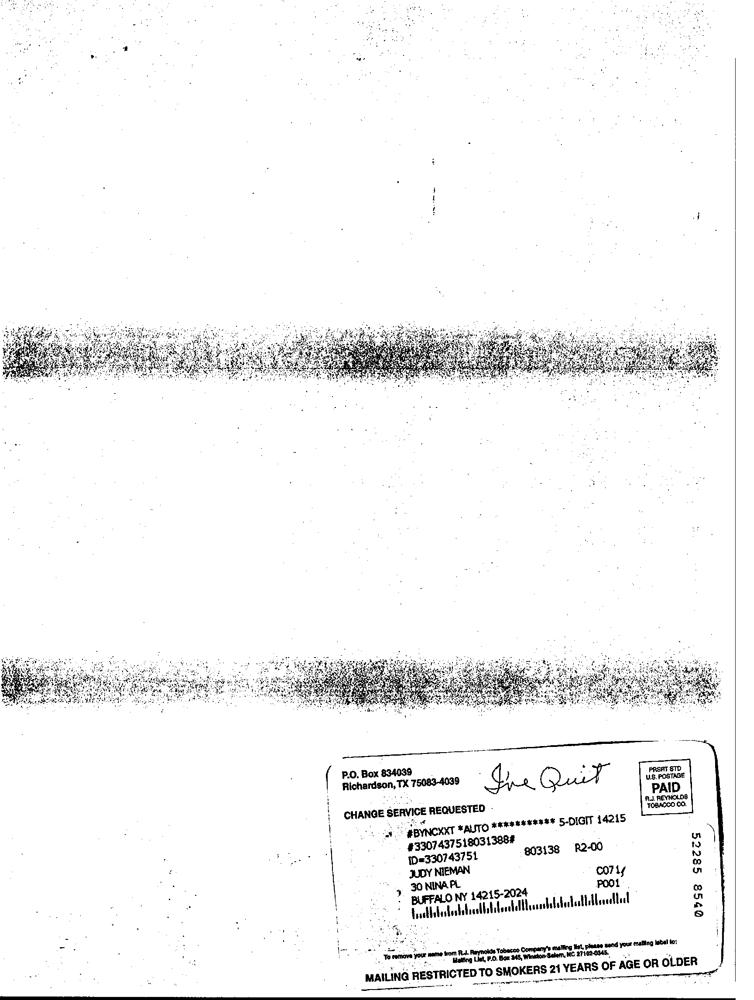 P.O. Box 834039
Richardson, TX 75083-4039
I've Quit
PRSRT STD
U.S. POSTAGE
PAID
R.J. REYNOLDS
TOBACCO CO.
CHANGE SERVICE REQUESTED
#BYNCXXT *AUTO *********** 5-DIGIT 14215
#3307437518031388#
ID=330743751 803138 R2-00
JUDY NIEMAN C071/
30 NINA PL P001
BUFFALO NY 14215-2024
52285 8540
To remove your name from R.J. Reynolds Tobacco Company's mailing list, please send your mailing label to:
Mailing List, P.O. Box 345, Winston-Salem, NC 27102-0345.
MAILING RESTRICTED TO SMOKERS 21 YEARS OF AGE OR OLDER